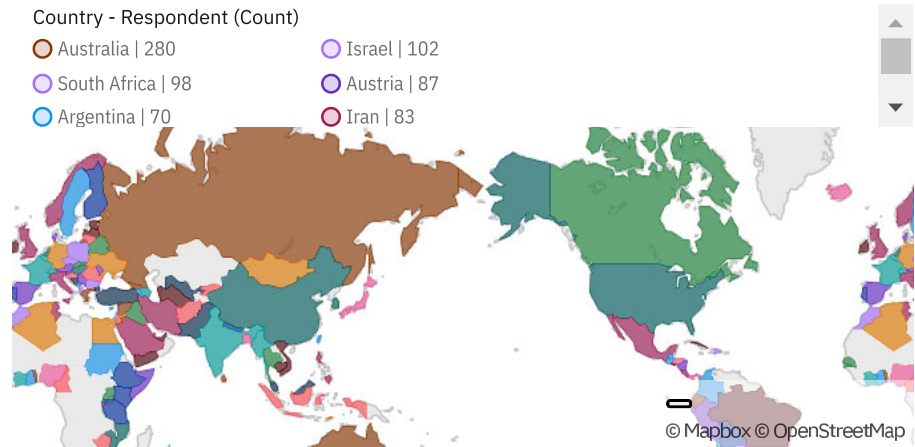 Country - Respondent (Count)
Australia | 280
Israel | 102
South Africa | 98
Austria | 87
Argentina | 70
Iran | 83
© Mapbox © OpenStreetMap